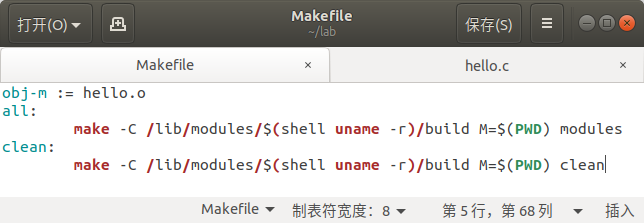 打开(O)
Makefile
~/lab
保存(S)
Makefile ×
hello.c ×
obj-m := hello.o
all:
make -C /lib/modules/$(shell uname -r)/build M=$(PWD) modules
clean:
make -C /lib/modules/$(shell uname -r)/build M=$(PWD) clean
Makefile 制表符宽度：8 第 5 行，第 68 列 插入